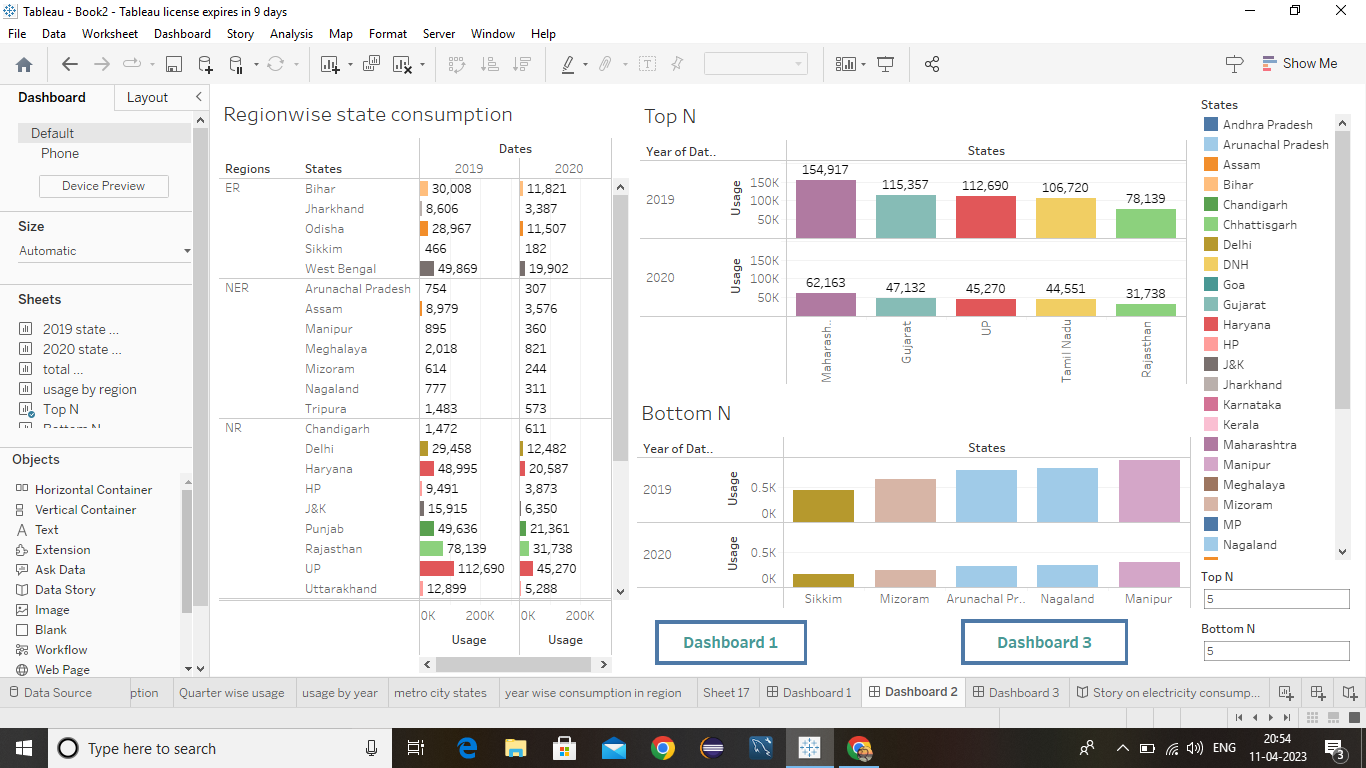 Tableau - Book2 - Tableau license expires in 9 days
File Data Worksheet Dashboard Story Analysis Map Format Server Window Help
Show Me
Dashboard Layout
Default
Phone
Device Preview
Size
Automatic
Sheets
2019 state ...
2020 state ...
total ...
usage by region
Top N
Bottom N
Objects
Horizontal Container
Vertical Container
Text
Extension
Ask Data
Data Story
Image
Blank
Workflow
Web Page
Regionwise state consumption
Dates
Regions States 2019 2020
ER Bihar 30,008 11,821
Jharkhand 8,606 3,387
Odisha 28,967 11,507
Sikkim 466 182
West Bengal 49,869 19,902
NER Arunachal Pradesh 754 307
Assam 8,979 3,576
Manipur 895 360
Meghalaya 2,018 821
Mizoram 614 244
Nagaland 777 311
Tripura 1,483 573
NR Chandigarh 1,472 611
Delhi 29,458 12,482
Haryana 48,995 20,587
HP 9,491 3,873
J&K 15,915 6,350
Punjab 49,636 21,361
Rajasthan 78,139 31,738
UP 112,690 45,270
Uttarakhand 12,899 5,288
0K 200K 0K 200K
Usage Usage
Top N
Year of Dat.. States
2019 Usage 150K 100K 50K
154,917 115,357 112,690 106,720 78,139
2020 Usage 150K 100K 50K
62,163 47,132 45,270 44,551 31,738
Maharash.. Gujarat UP Tamil Nadu Rajasthan
Bottom N
Year of Dat.. States
2019 Usage 0.5K 0K
2020 Usage 0.5K 0K
Sikkim Mizoram Arunachal Pr.. Nagaland Manipur
Dashboard 1 Dashboard 3
States
Andhra Pradesh
Arunachal Pradesh
Assam
Bihar
Chandigarh
Chhattisgarh
Delhi
DNH
Goa
Gujarat
Haryana
HP
J&K
Jharkhand
Karnataka
Kerala
Maharashtra
Manipur
Meghalaya
Mizoram
MP
Nagaland
Top N
5
Bottom N
5
Data Source ption Quarter wise usage usage by year metro city states year wise consumption in region Sheet 17 Dashboard 1 Dashboard 2 Dashboard 3 Story on electricity consump...
Type here to search
ENG
20:54
11-04-2023
3